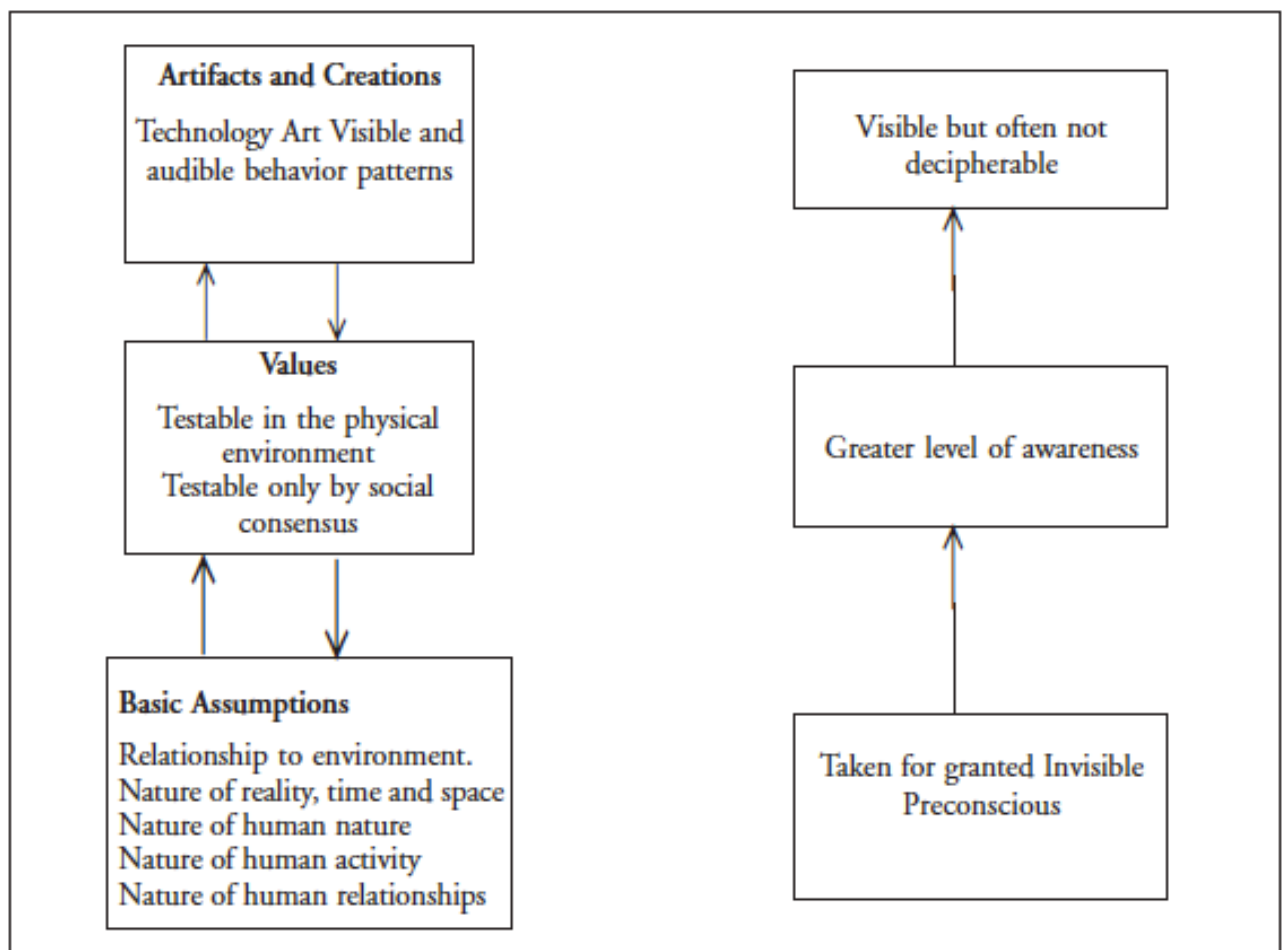 Artifacts and Creations
Technology Art Visible and
audible behavior patterns
Visible but often not
decipherable
Values
Testable in the physical
environment
Testable only by social
consensus
Greater level of awareness
Basic Assumptions
Relationship to environment.
Nature of reality, time and space
Nature of human nature
Nature of human activity
Nature of human relationships
Taken for granted Invisible
Preconscious